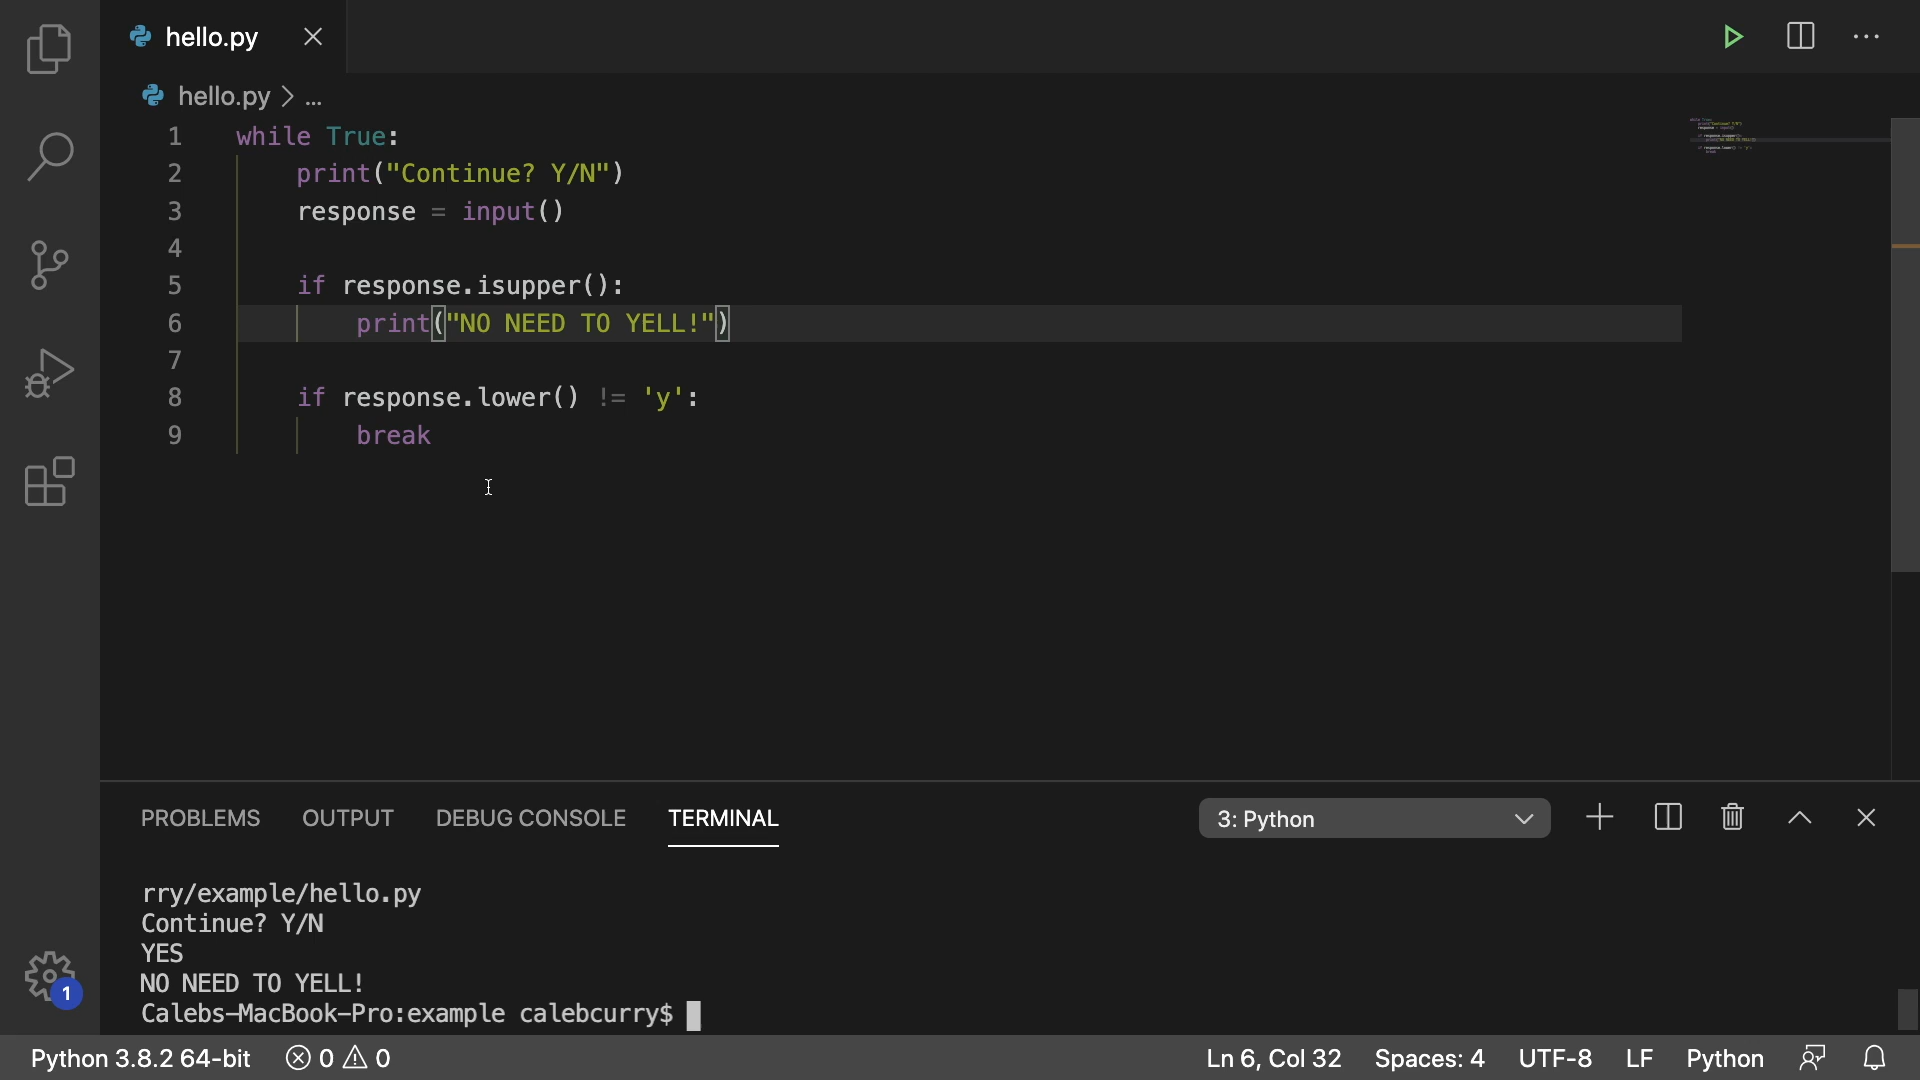 hello.py
hello.py > ...
1 while True:
2     print("Continue? Y/N")
3     response = input()
4
5     if response.isupper():
6         print("NO NEED TO YELL!")
7
8     if response.lower() != 'y':
9         break
PROBLEMS OUTPUT DEBUG CONSOLE TERMINAL 3: Python
rry/example/hello.py
Continue? Y/N
YES
NO NEED TO YELL!
Calebs-MacBook-Pro:example calebcurry$
1
Python 3.8.2 64-bit 0 0 Ln 6, Col 32 Spaces: 4 UTF-8 LF Python